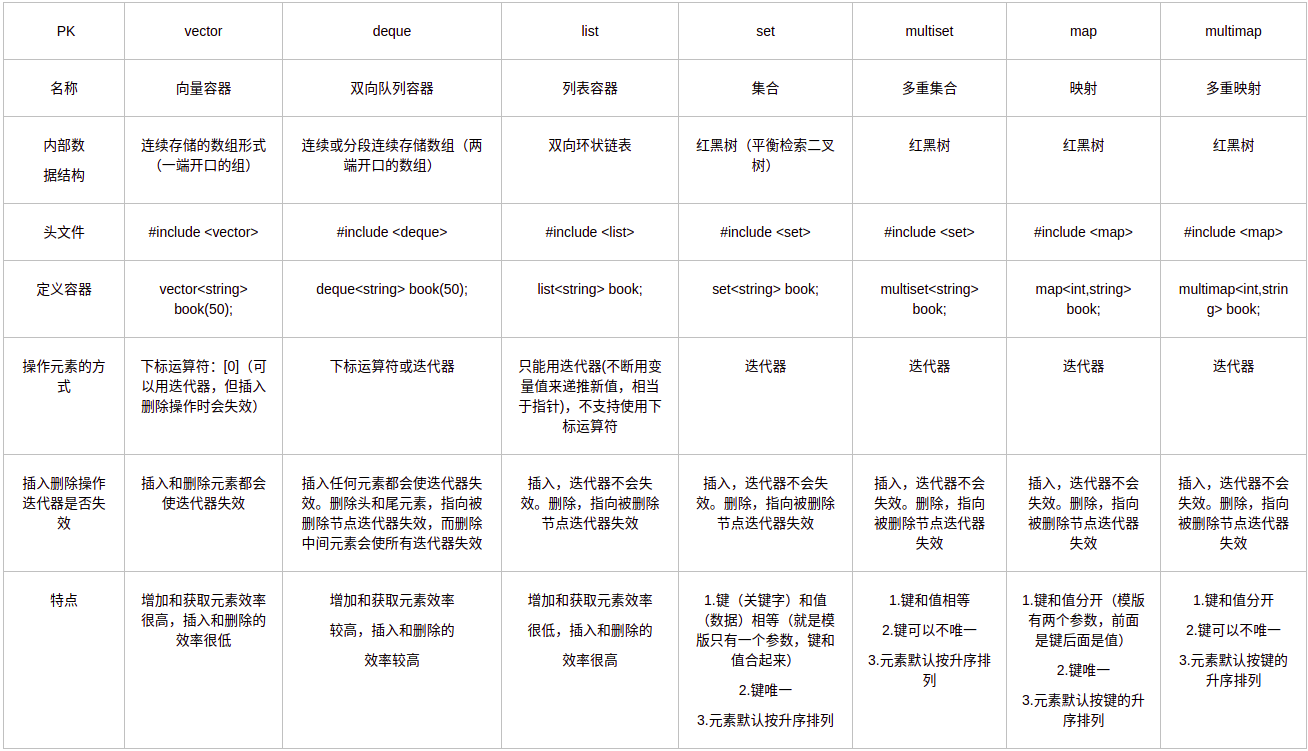 PK
vector
deque
list
set
multiset
map
multimap
名称
向量容器
双向队列容器
列表容器
集合
多重集合
映射
多重映射
内部数
据结构
连续存储的数组形式
（一端开口的组）
连续或分段连续存储数组（两
端开口的数组）
双向环状链表
红黑树（平衡检索二叉
树）
红黑树
红黑树
红黑树
头文件
#include <vector>
#include <deque>
#include <list>
#include <set>
#include <set>
#include <map>
#include <map>
定义容器
vector<string>
book(50);
deque<string> book(50);
list<string> book;
set<string> book;
multiset<string>
book;
map<int,string>
book;
multimap<int,strin
g> book;
操作元素的方
式
下标运算符：[0]（可
以用迭代器，但插入
删除操作时会失效）
下标运算符或迭代器
只能用迭代器(不断用变
量值来递推新值，相当
于指针)，不支持使用下
标运算符
迭代器
迭代器
迭代器
迭代器
插入删除操作
迭代器是否失
效
插入和删除元素都会
使迭代器失效
插入任何元素都会使迭代器失
效。删除头和尾元素，指向被
删除节点迭代器失效，而删除
中间元素会使所有迭代器失效
插入，迭代器不会失
效。删除，指向被删除
节点迭代器失效
插入，迭代器不会失
效。删除，指向被删除
节点迭代器失效
插入，迭代器不会
失效。删除，指向
被删除节点迭代器
失效
插入，迭代器不会
失效。删除，指向
被删除节点迭代器
失效
插入，迭代器不会
失效。删除，指向
被删除节点迭代器
失效
特点
增加和获取元素效率
很高，插入和删除的
效率很低
增加和获取元素效率
较高，插入和删除的
效率较高
增加和获取元素效率
很低，插入和删除的
效率很高
1.键（关键字）和值
（数据）相等（就是模
版只有一个参数，键和
值合起来）
2.键唯一
3.元素默认按升序排列
1.键和值相等
2.键可以不唯一
3.元素默认按升序排
列
1.键和值分开（模版
有两个参数，前面
是键后面是值）
2.键唯一
3.元素默认按键的升
序排列
1.键和值分开
2.键可以不唯一
3.元素默认按键的
升序排列